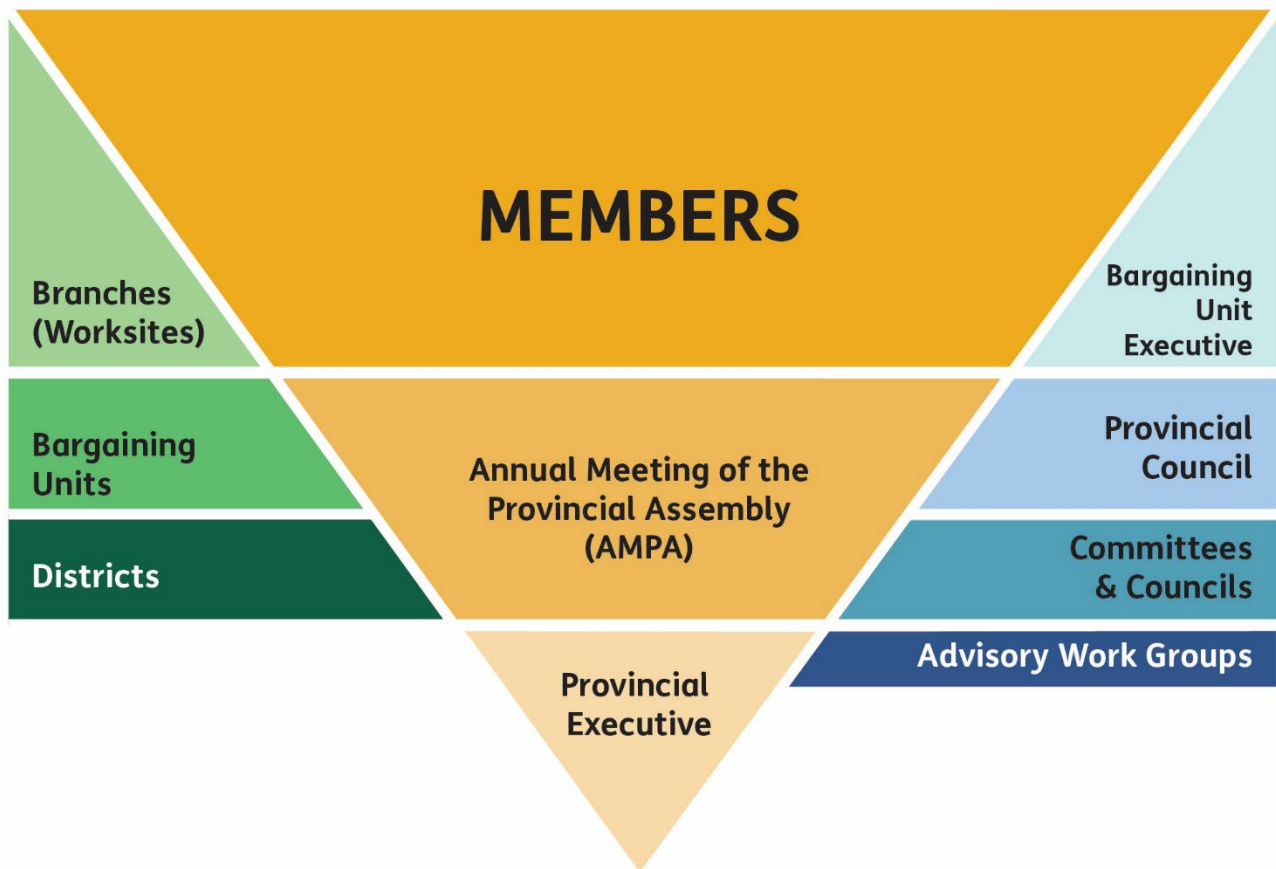 MEMBERS
Branches
(Worksites)
Bargaining
Unit
Executive
Bargaining
Units
Annual Meeting of the
Provincial Assembly
(AMPA)
Provincial
Council
Districts
Committees
& Councils
Provincial
Executive
Advisory Work Groups